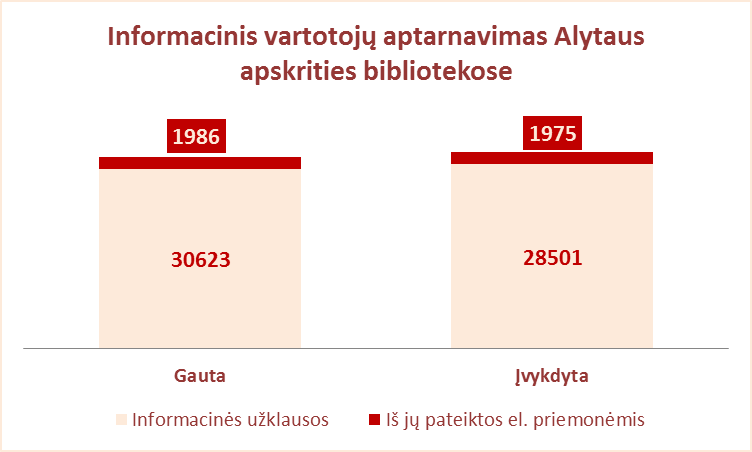 Informacinis vartotojų aptarnavimas Alytaus
apskrities bibliotekose
1986
1975
30623
28501
Gauta
Įvykdyta
Informacinės užklausos
Iš jų pateiktos el. priemonėmis